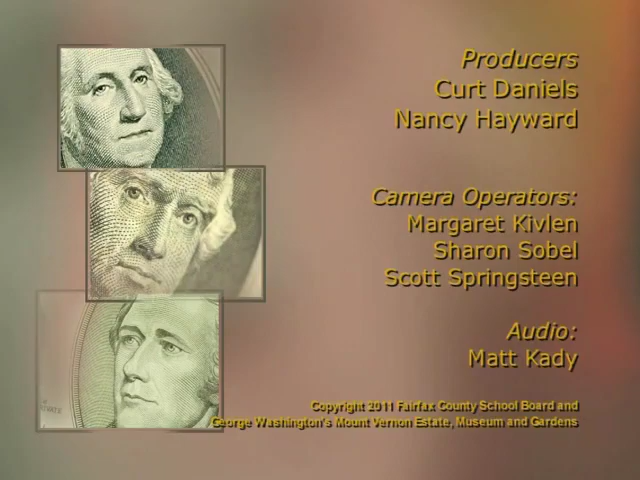 Producers
Curt Daniels
Nancy Hayward
Camera Operators:
Margaret Kivlen
Sharon Sobel
Scott Springsteen
Audio:
Matt Kady
Copyright 2011 Fairfax County School Board and
George Washington's Mount Vernon Estate, Museum and Gardens